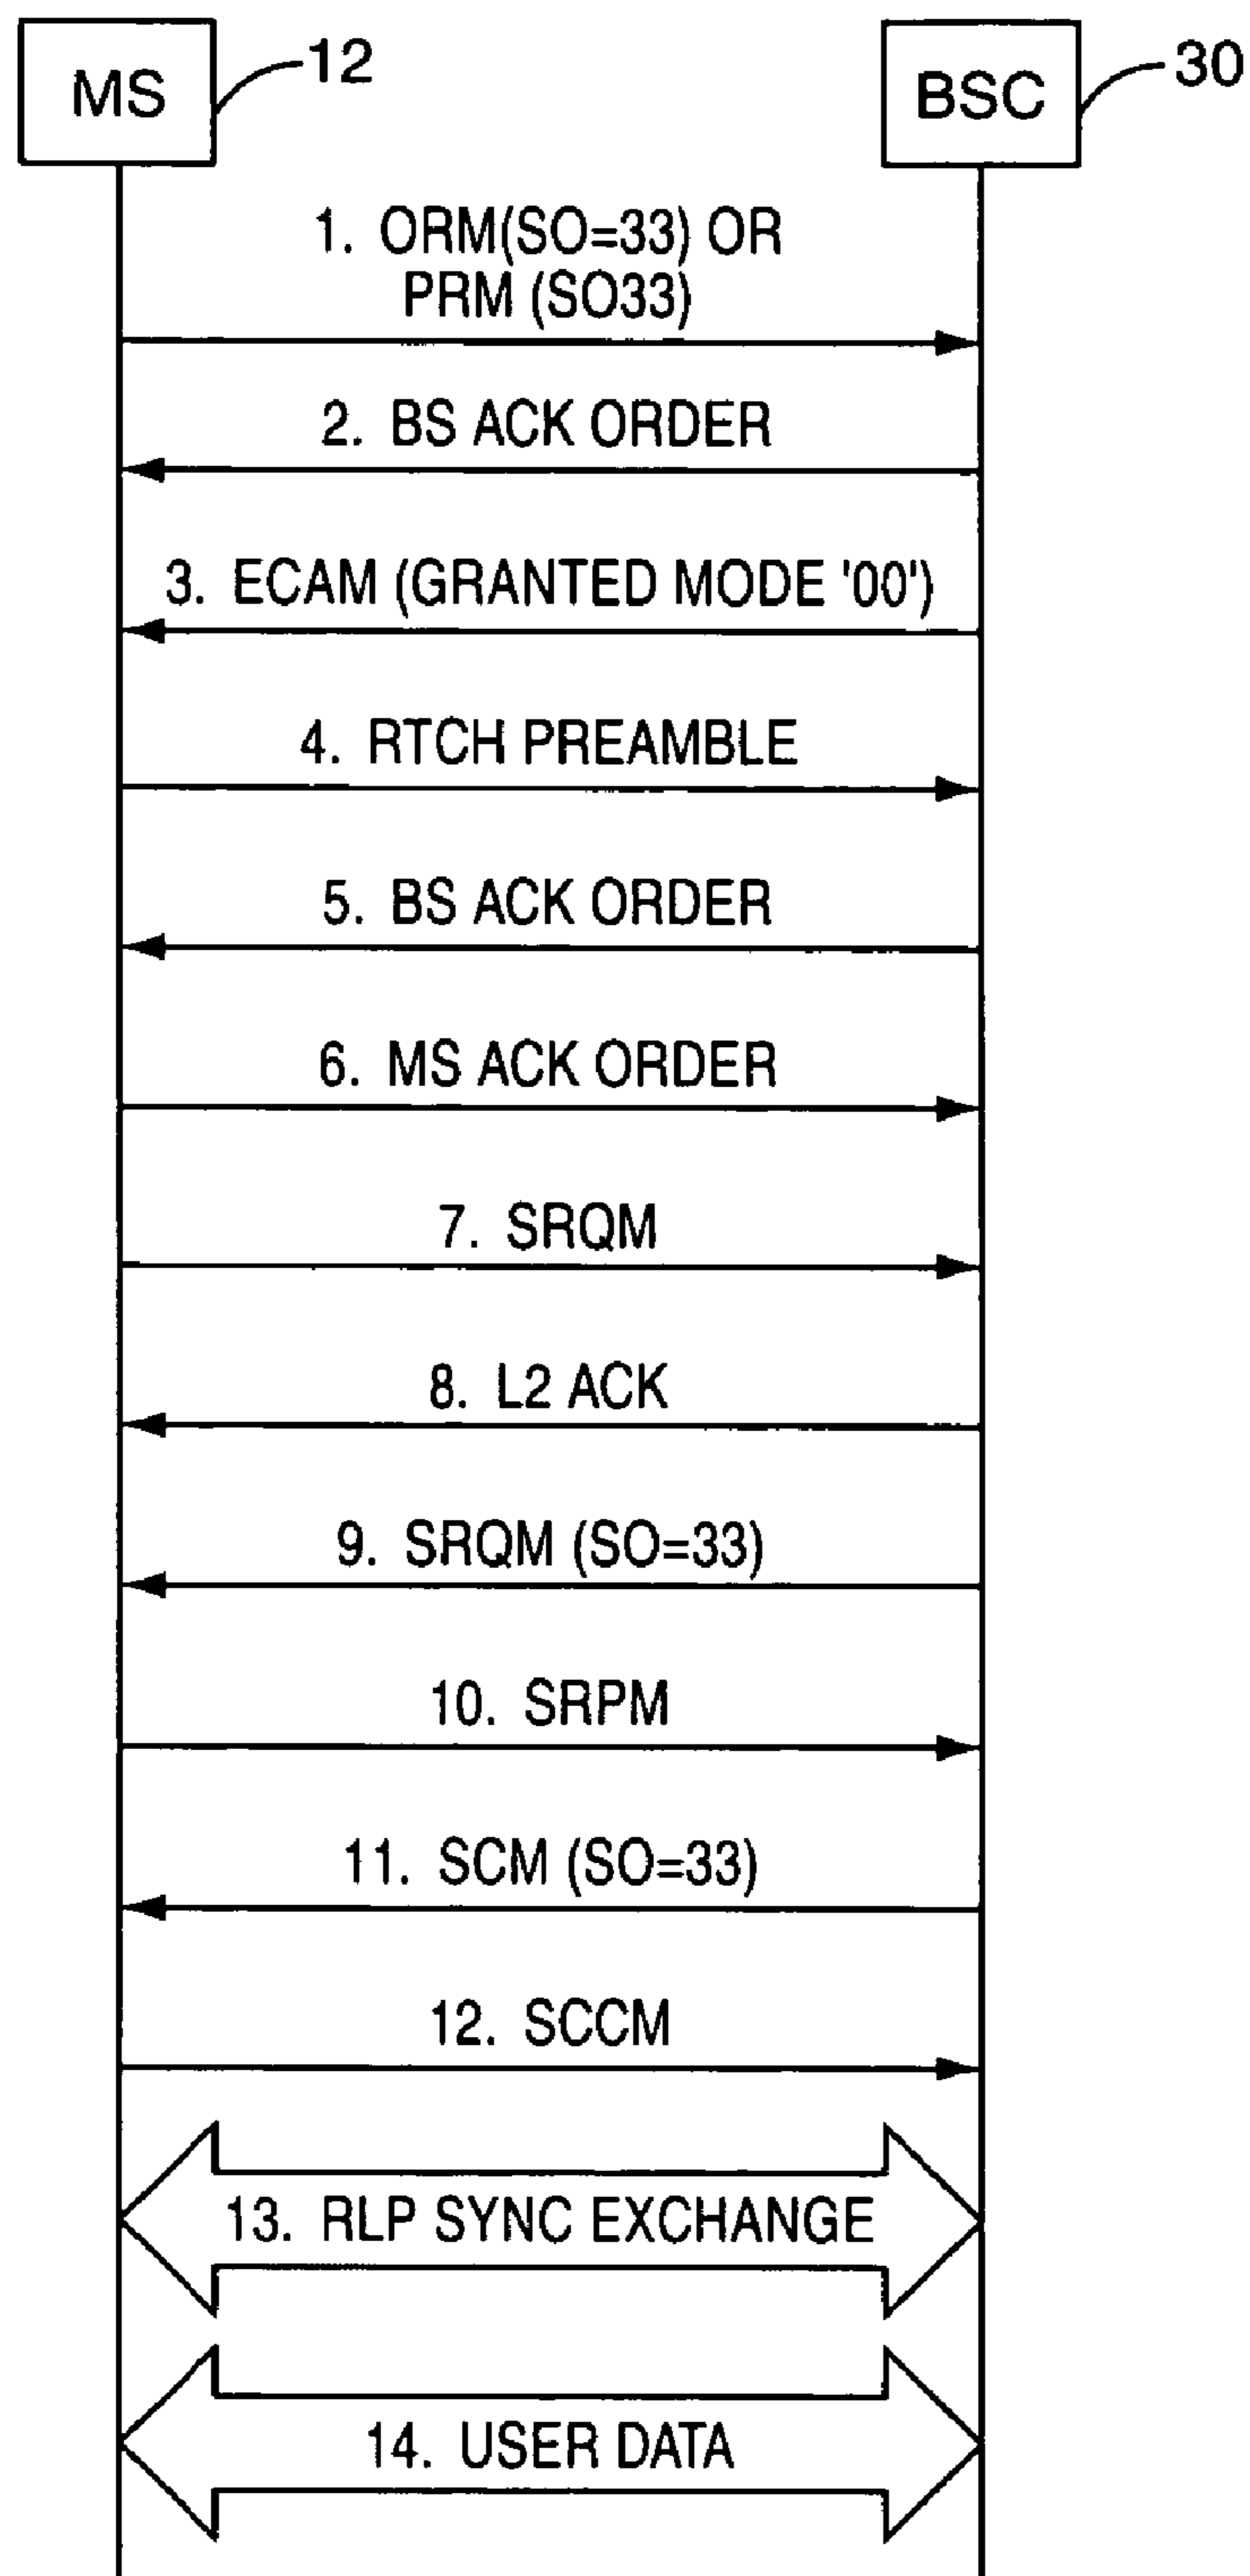 MS
12
BSC
30
1. ORM(SO=33) OR
PRM (SO33)
2. BS ACK ORDER
3. ECAM (GRANTED MODE '00')
4. RTCH PREAMBLE
5. BS ACK ORDER
6. MS ACK ORDER
7. SRQM
8. L2 ACK
9. SRQM (SO=33)
10. SRPM
11. SCM (SO=33)
12. SCCM
13. RLP SYNC EXCHANGE
14. USER DATA